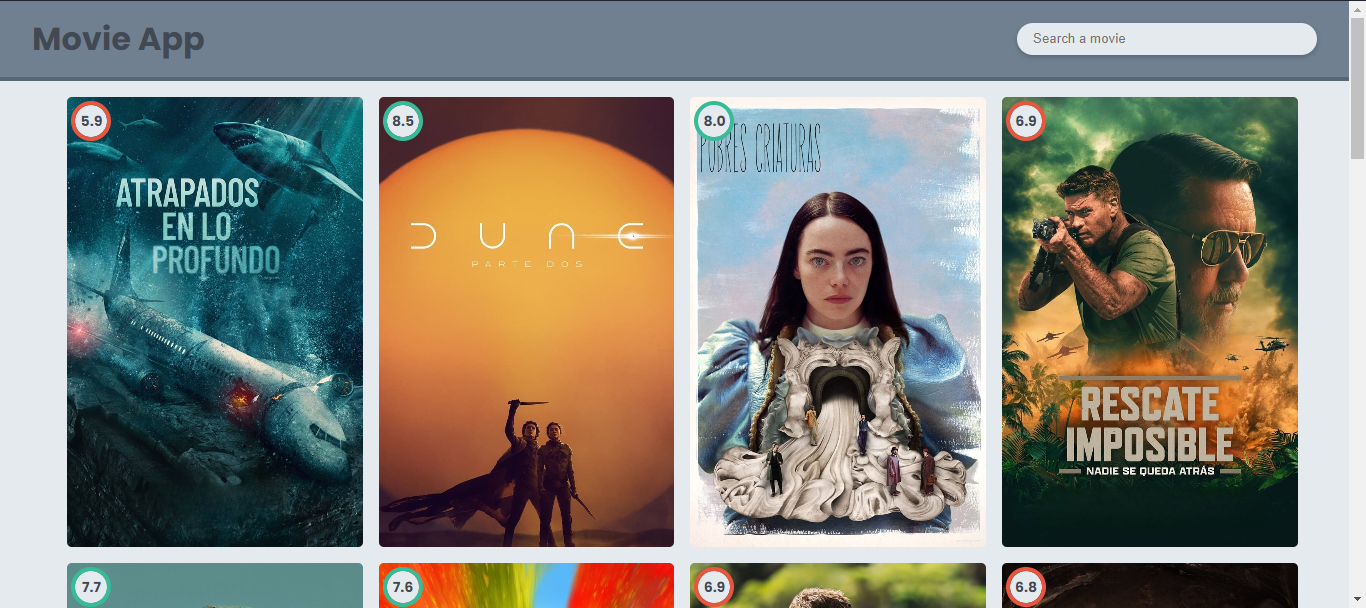 Movie App
Search a movie
5.9
ATRAPADOS
EN LO
PROFUNDO
8.5
DUNE
PARTE DOS
8.0
POBRES CRIATURAS
6.9
RESCATE
IMPOSIBLE
NADIE SE QUEDA ATRÁS
7.7
7.6
6.9
6.8